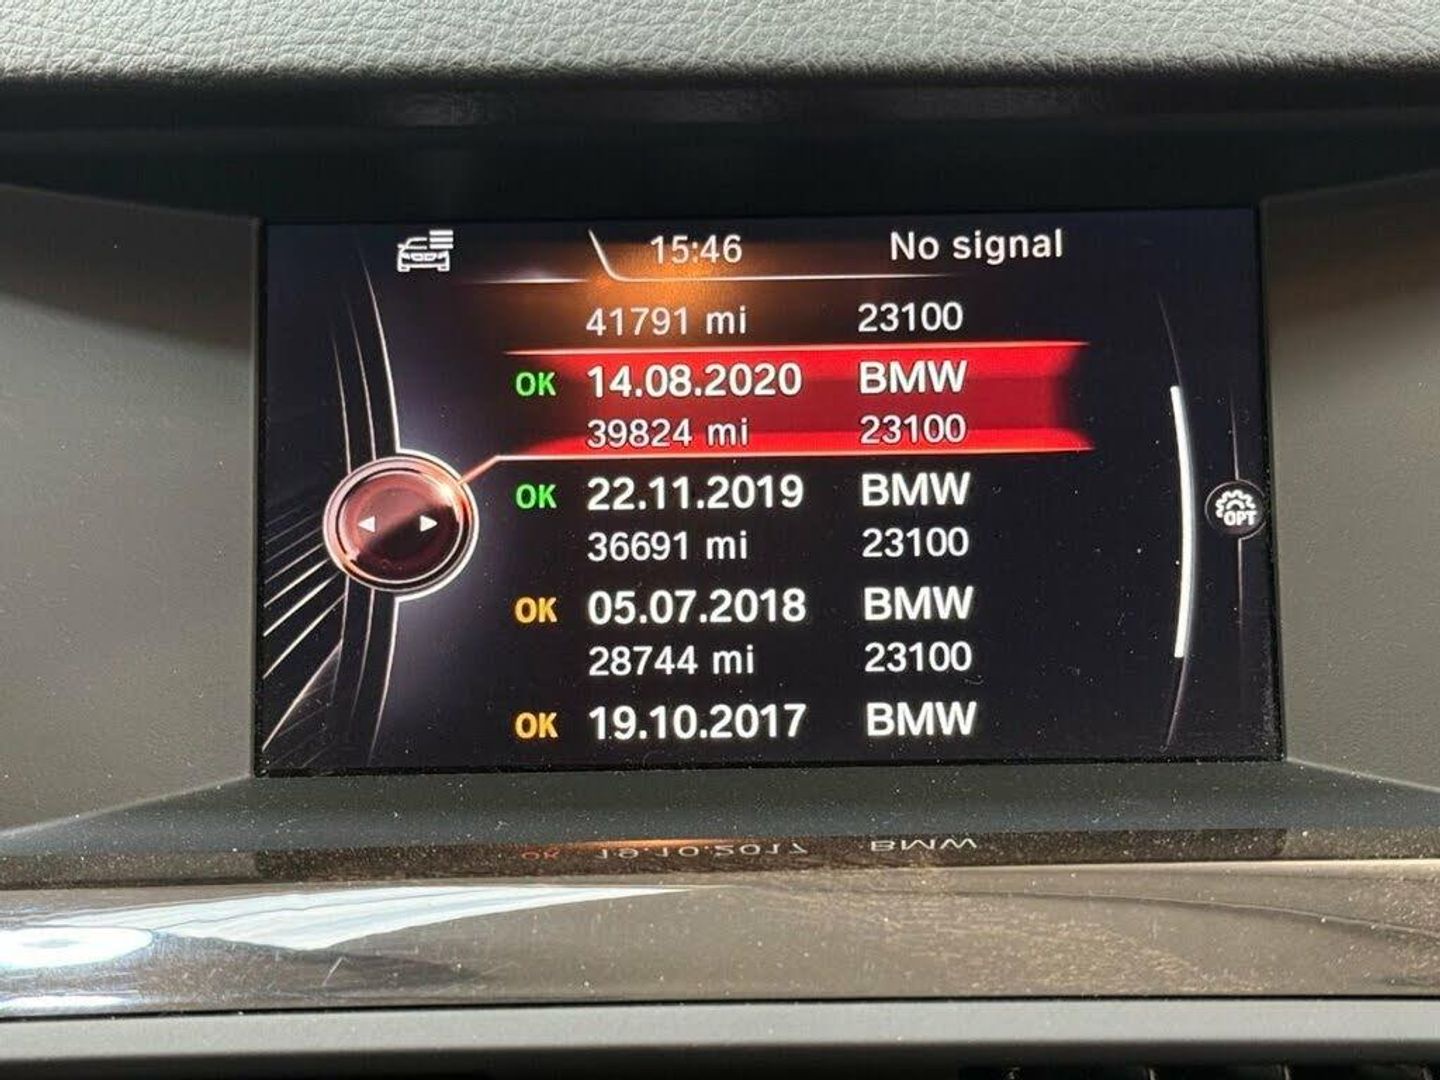 15:46 No signal
41791 mi 23100
OK 14.08.2020 BMW
39824 mi 23100
OK 22.11.2019 BMW
36691 mi 23100
OK 05.07.2018 BMW
28744 mi 23100
OK 19.10.2017 BMW
OPT